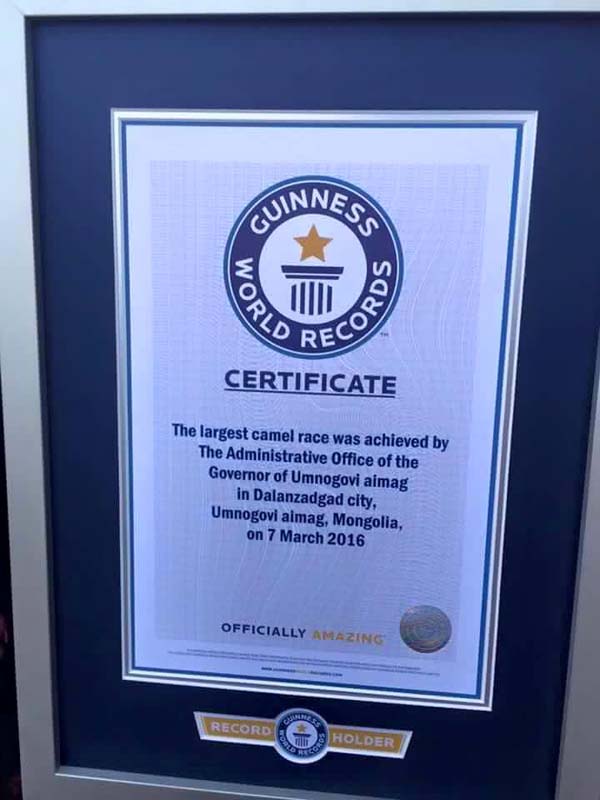 GUINNESS
WORLD RECORDS
TM
CERTIFICATE
The largest camel race was achieved by
The Administrative Office of the
Governor of Umnogovi aimag
in Dalanzadgad city,
Umnogovi aimag, Mongolia,
on 7 March 2016
OFFICIALLY AMAZING
RECORD
GUINNESS
WORLD RECORDS
HOLDER